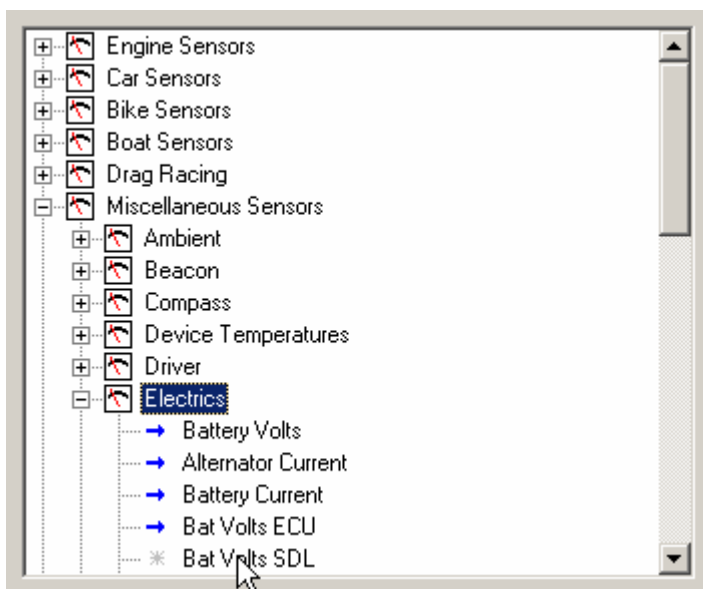 Engine Sensors
Car Sensors
Bike Sensors
Boat Sensors
Drag Racing
Miscellaneous Sensors
Ambient
Beacon
Compass
Device Temperatures
Driver
Electrics
Battery Volts
Alternator Current
Battery Current
Bat Volts ECU
Bat Volts SDL